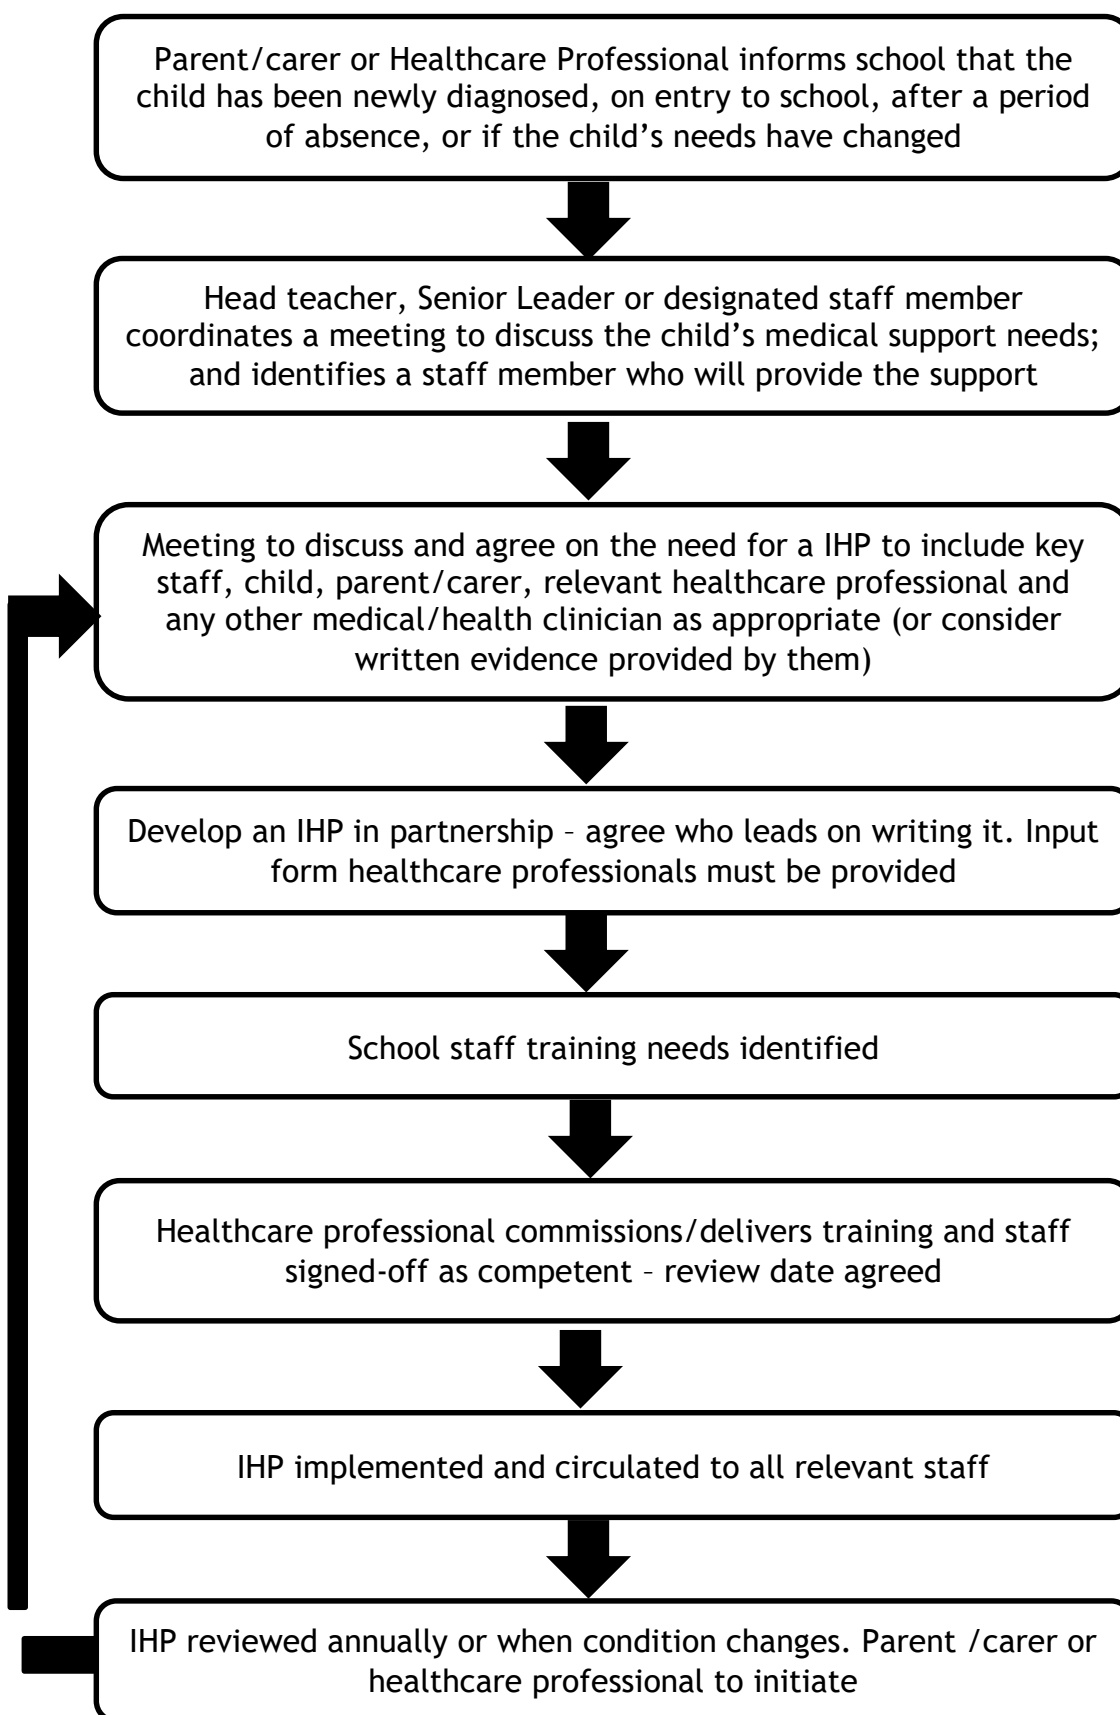 Parent/carer or Healthcare Professional informs school that the
child has been newly diagnosed, on entry to school, after a period
of absence, or if the child’s needs have changed
Head teacher, Senior Leader or designated staff member
coordinates a meeting to discuss the child’s medical support needs;
and identifies a staff member who will provide the support
Meeting to discuss and agree on the need for a IHP to include key
staff, child, parent/carer, relevant healthcare professional and
any other medical/health clinician as appropriate (or consider
written evidence provided by them)
Develop an IHP in partnership – agree who leads on writing it. Input
form healthcare professionals must be provided
School staff training needs identified
Healthcare professional commissions/delivers training and staff
signed-off as competent – review date agreed
IHP implemented and circulated to all relevant staff
IHP reviewed annually or when condition changes. Parent /carer or
healthcare professional to initiate